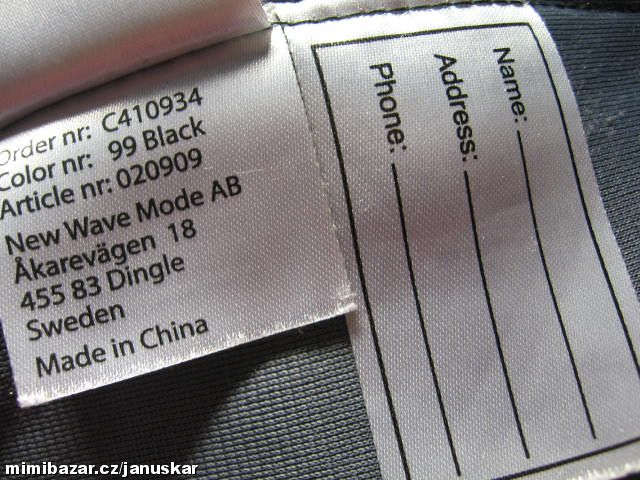 Order nr: C410934
Color nr: 99 Black
Article nr: 020909
New Wave Mode AB
Åkarevägen 18
455 83 Dingle
Sweden
Made in China
Name:
Address:
Phone:
mimibazar.cz/januskar